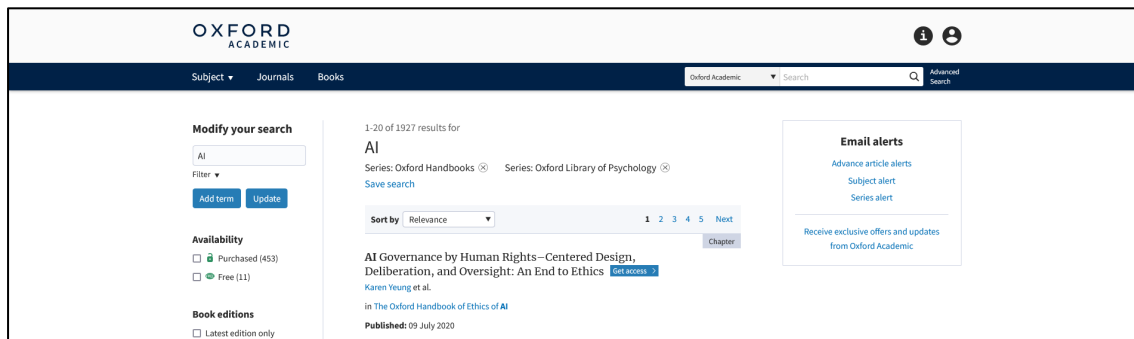 OXFORD
ACADEMIC
Subject
Journals
Books
Oxford Academic
Search
Advanced
Search
Modify your search
AI
Filter
Add term
Update
Availability
Purchased (453)
Free (11)
Book editions
Latest edition only
1-20 of 1927 results for
AI
Series: Oxford Handbooks
Series: Oxford Library of Psychology
Save search
Sort by
Relevance
1 2 3 4 5 Next
Chapter
AI Governance by Human Rights–Centered Design,
Deliberation, and Oversight: An End to Ethics Get access >
Karen Yeung et al.
in The Oxford Handbook of Ethics of AI
Published: 09 July 2020
Email alerts
Advance article alerts
Subject alert
Series alert
Receive exclusive offers and updates
from Oxford Academic